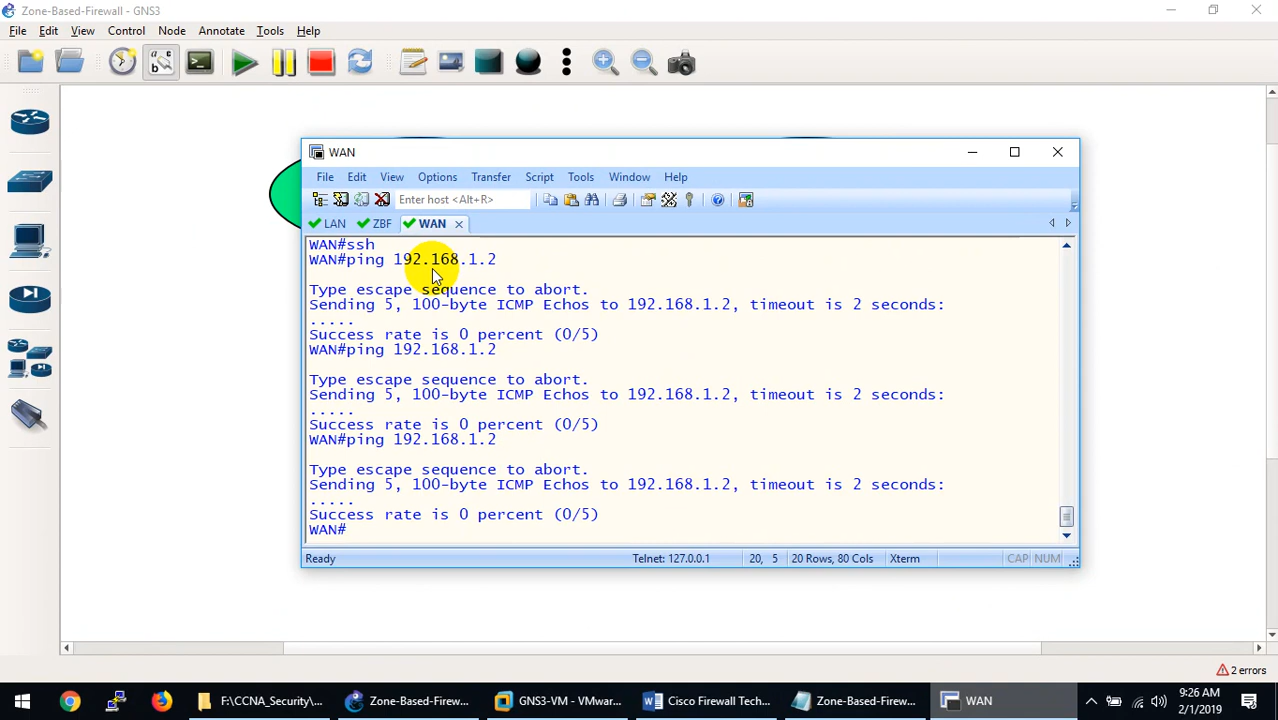 Zone-Based-Firewall - GNS3
File Edit View Control Node Annotate Tools Help
WAN
File Edit View Options Transfer Script Tools Window Help
Enter host <Alt+R>
LAN ZBF WAN
WAN#ssh
WAN#ping 192.168.1.2
Type escape sequence to abort.
Sending 5, 100-byte ICMP Echos to 192.168.1.2, timeout is 2 seconds:
.....
Success rate is 0 percent (0/5)
WAN#ping 192.168.1.2
Type escape sequence to abort.
Sending 5, 100-byte ICMP Echos to 192.168.1.2, timeout is 2 seconds:
.....
Success rate is 0 percent (0/5)
WAN#ping 192.168.1.2
Type escape sequence to abort.
Sending 5, 100-byte ICMP Echos to 192.168.1.2, timeout is 2 seconds:
.....
Success rate is 0 percent (0/5)
WAN#
Ready Telnet: 127.0.0.1 20, 5 20 Rows, 80 Cols Xterm CAP NUM
2 errors
F:\CCNA_Security\... Zone-Based-Firewa... GNS3-VM - VMwar... Cisco Firewall Tech... Zone-Based-Firewa... WAN
9:26 AM
2/1/2019